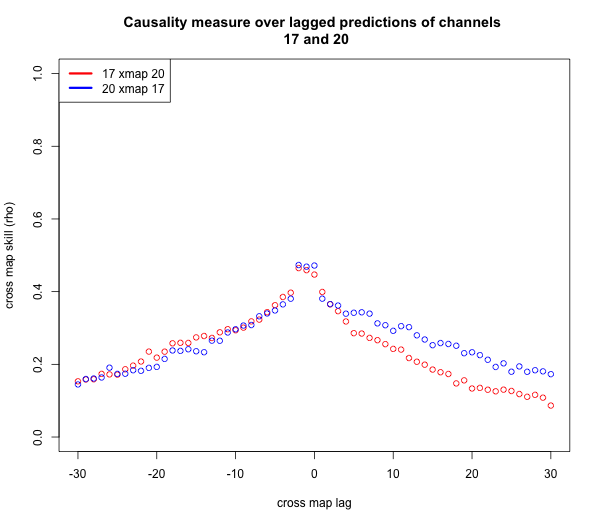 Causality measure over lagged predictions of channels
17 and 20
17 xmap 20
20 xmap 17
cross map skill (rho)
1.0
0.8
0.6
0.4
0.2
0.0
-30
-20
-10
0
10
20
30
cross map lag